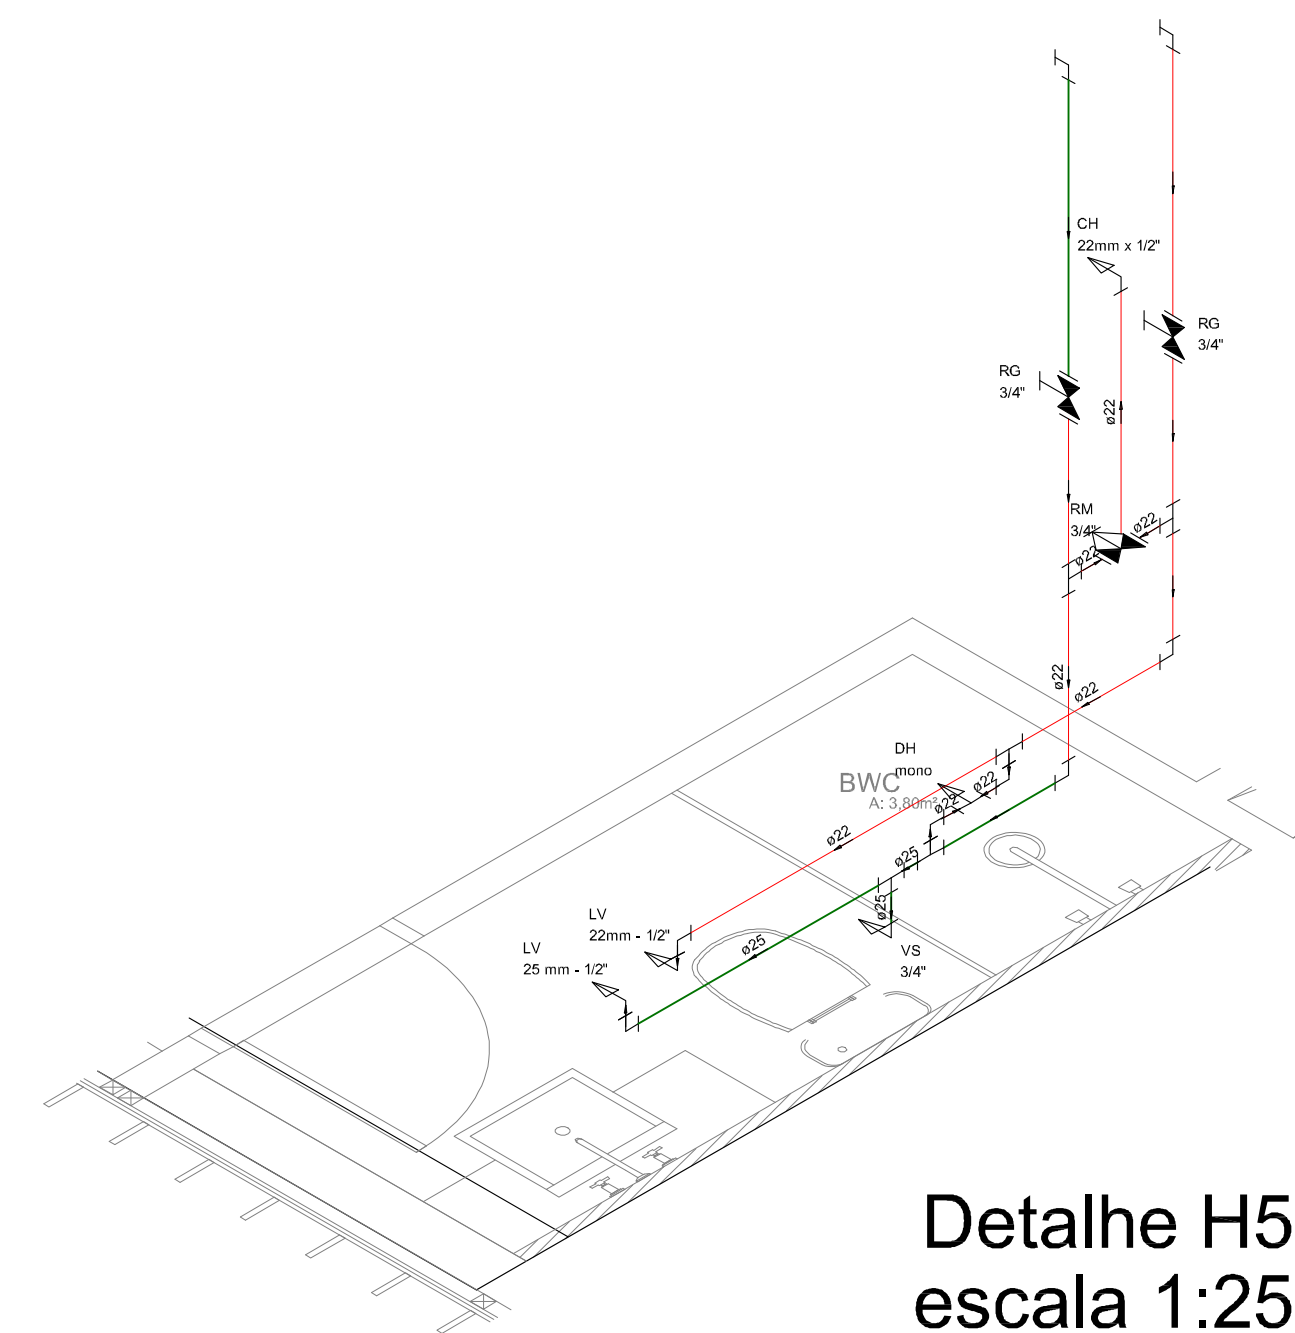 CH
22mm x 1/2"
RG
3/4"
RG
3/4"
ø22
RM
3/4"
ø22
ø22
ø22
ø22
DH
mono
BWC
A: 3,80m²
ø22
ø22
ø22
ø25
ø25
LV
22mm - 1/2"
LV
25 mm - 1/2"
ø25
VS
3/4"
Detalhe H5
escala 1:25